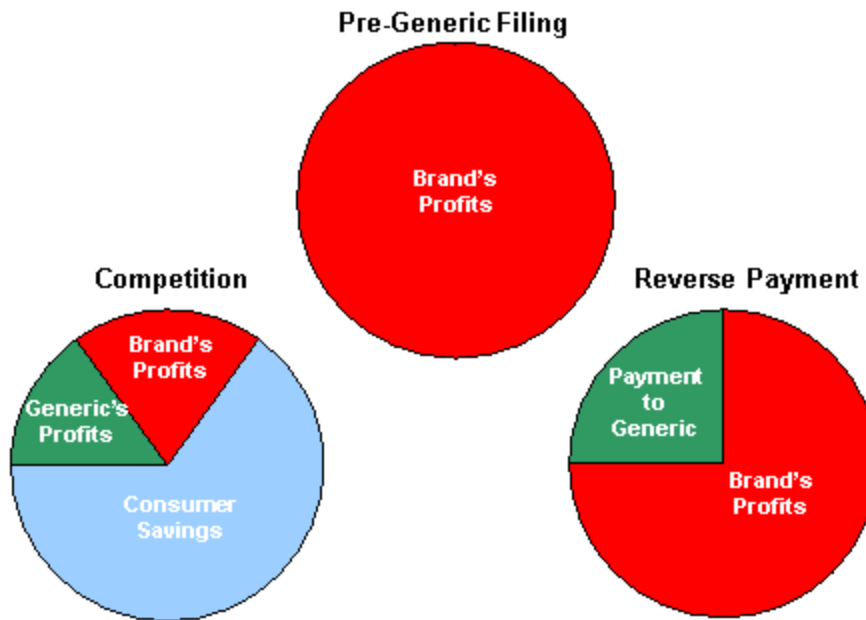 Pre-Generic Filing
Brand's
Profits
Competition
Brand's
Profits
Generic's
Profits
Consumer
Savings
Reverse Payment
Payment
to
Generic
Brand's
Profits